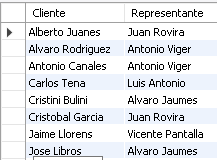 Cliente Representante
Alberto Juanes Juan Rovira
Alvaro Rodriguez Antonio Viger
Antonio Canales Antonio Viger
Carlos Tena Luis Antonio
Cristini Bulini Alvaro Jaumes
Cristobal Garcia Juan Rovira
Jaime Llorens Vicente Pantalla
Jose Libros Alvaro Jaumes